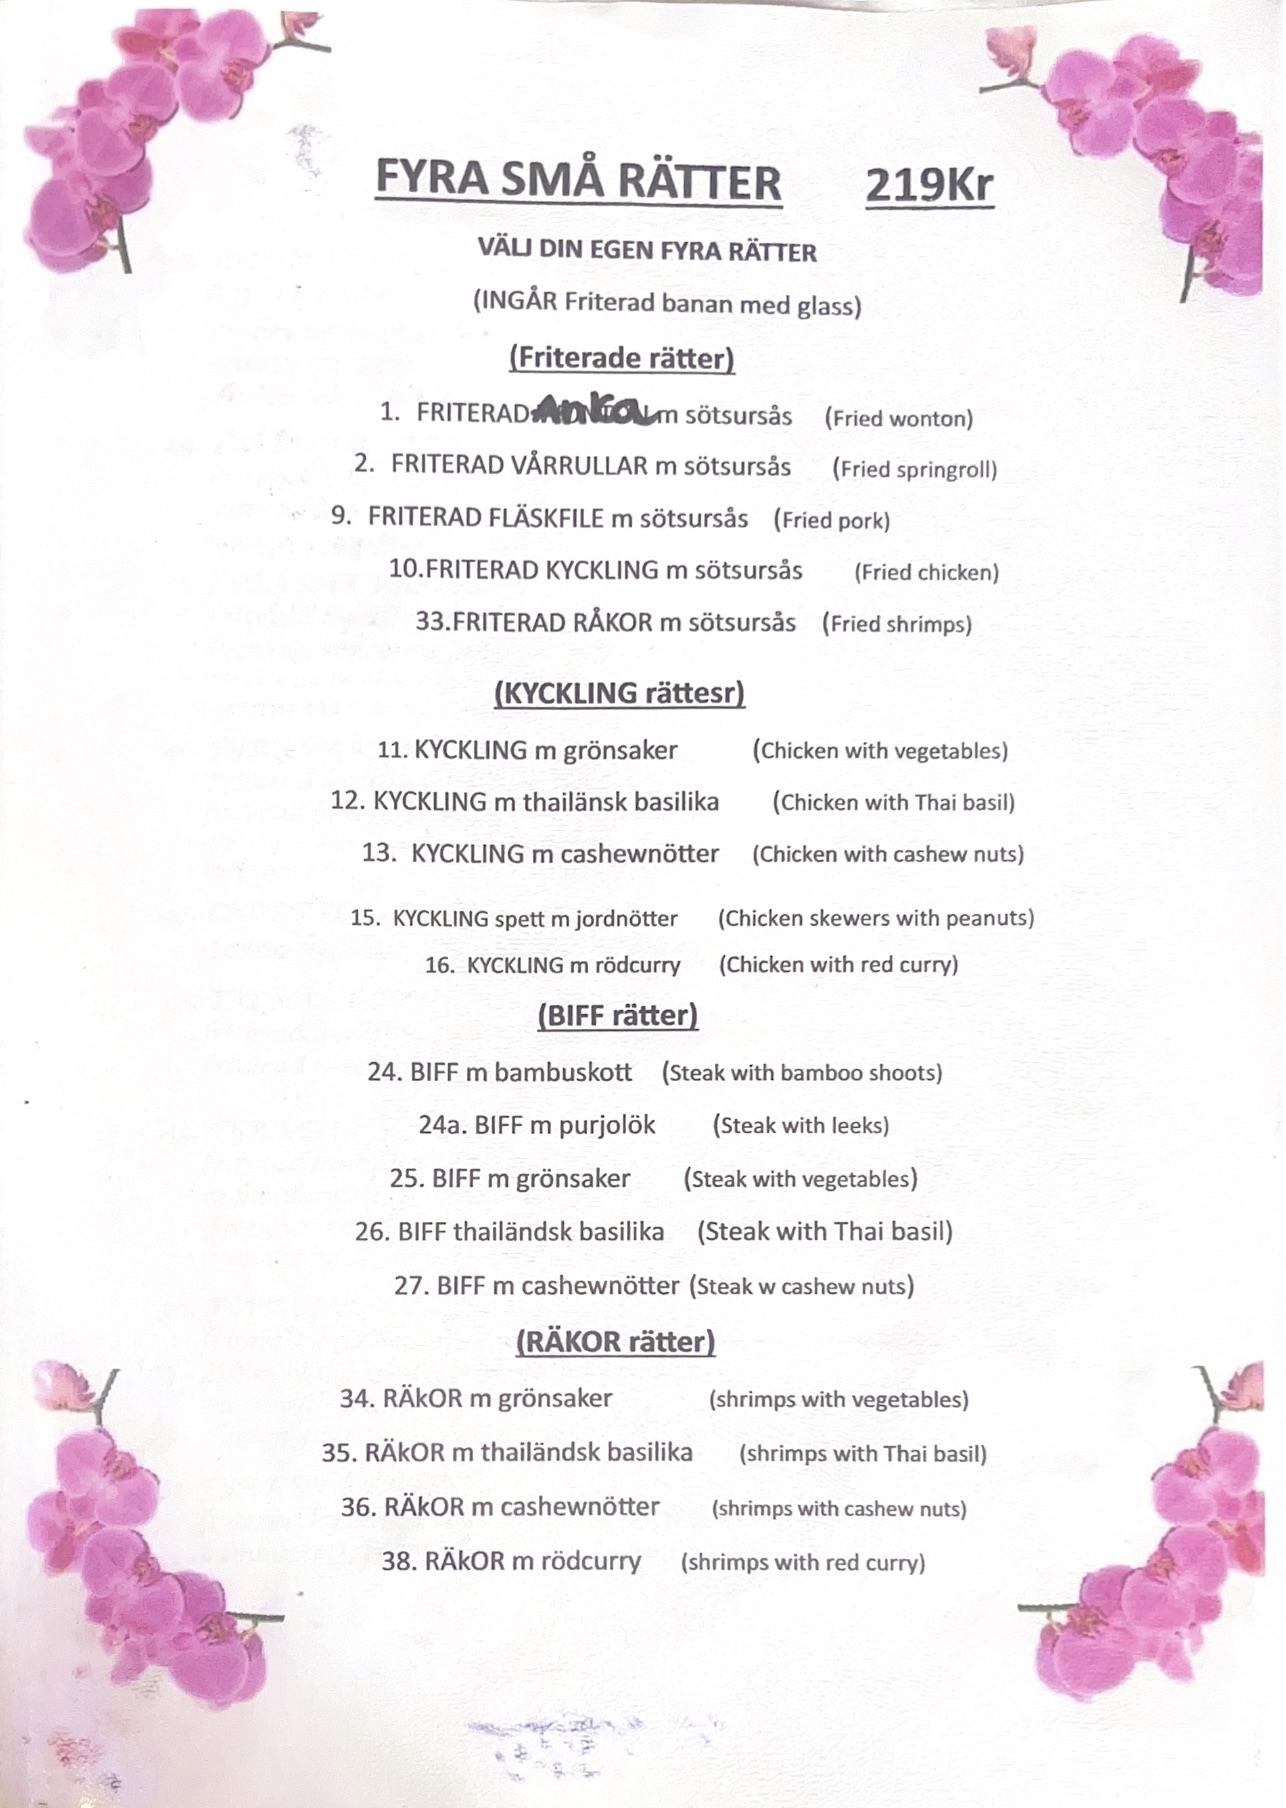 FYRA SMÅ RÄTTER 219Kr
VÄLJ DIN EGEN FYRA RÄTTER
(INGÅR Friterad banan med glass)
(Friterade rätter)
1. FRITERAD Anka m sötsursås (Fried wonton)
2. FRITERAD VÅRRULLAR m sötsursås (Fried springroll)
9. FRITERAD FLÄSKFILE m sötsursås (Fried pork)
10.FRITERAD KYCKLING m sötsursås (Fried chicken)
33.FRITERAD RÅKOR m sötsursås (Fried shrimps)
(KYCKLING rättesr)
11. KYCKLING m grönsaker (Chicken with vegetables)
12. KYCKLING m thailänsk basilika (Chicken with Thai basil)
13. KYCKLING m cashewnötter (Chicken with cashew nuts)
15. KYCKLING spett m jordnötter (Chicken skewers with peanuts)
16. KYCKLING m rödcurry (Chicken with red curry)
(BIFF rätter)
24. BIFF m bambuskott (Steak with bamboo shoots)
24a. BIFF m purjolök (Steak with leeks)
25. BIFF m grönsaker (Steak with vegetables)
26. BIFF thailändsk basilika (Steak with Thai basil)
27. BIFF m cashewnötter (Steak w cashew nuts)
(RÄKOR rätter)
34. RÄkOR m grönsaker (shrimps with vegetables)
35. RÄkOR m thailändsk basilika (shrimps with Thai basil)
36. RÄkOR m cashewnötter (shrimps with cashew nuts)
38. RÄkOR m rödcurry (shrimps with red curry)